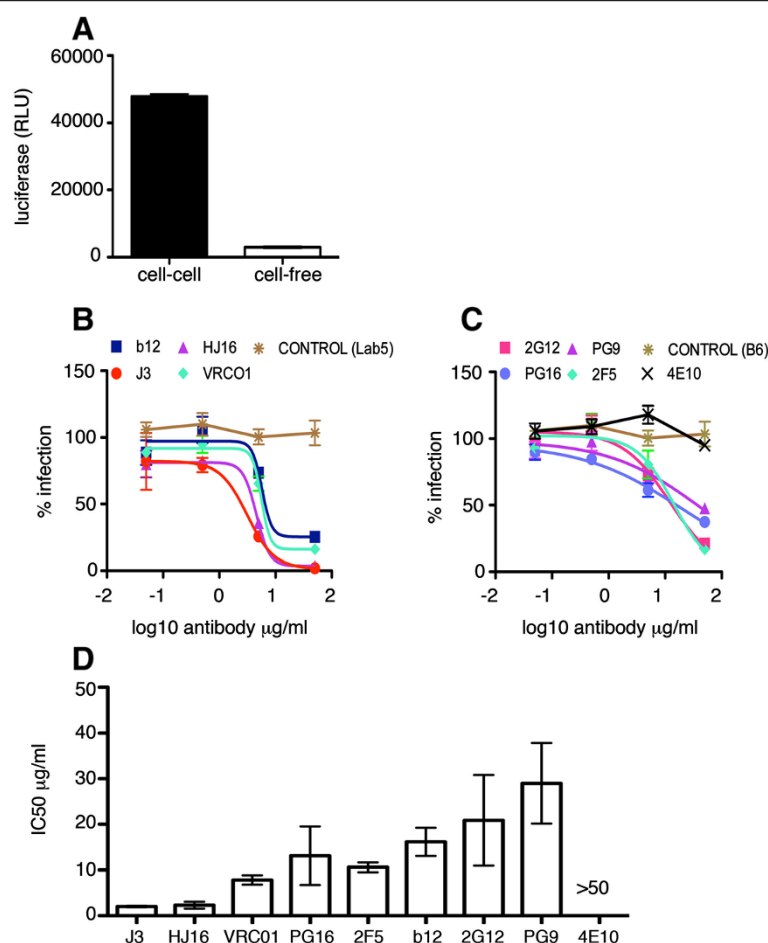 A
luciferase (RLU)
60000
40000
20000
0
cell-cell cell-free
B
b12 HJ16 CONTROL (Lab5)
J3 VRCO1
% infection
150
100
50
0
-2 -1 0 1 2
log10 antibody µg/ml
C
2G12 PG9 CONTROL (B6)
PG16 2F5 4E10
% infection
150
100
50
0
-2 -1 0 1 2
log10 antibody µg/ml
D
IC50 µg/ml
50
40
30
20
10
0
>50
J3 HJ16 VRC01 PG16 2F5 b12 2G12 PG9 4E10